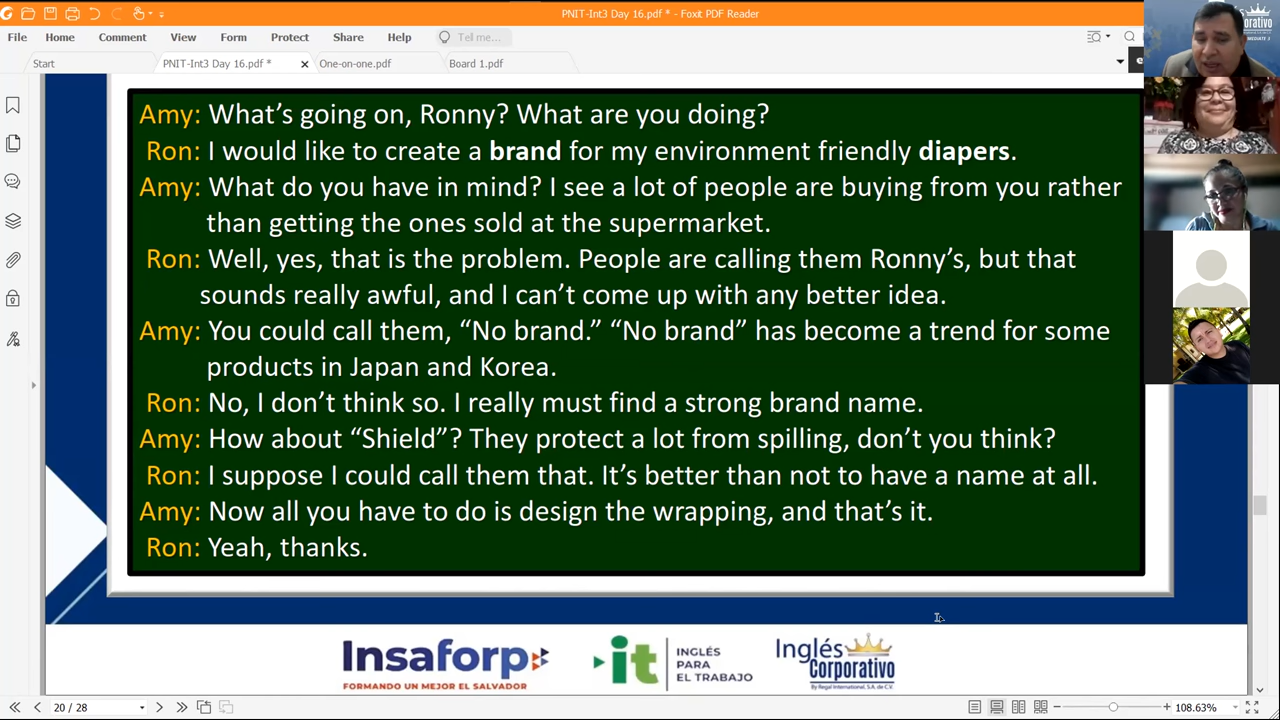 PNIT-Int3 Day 16.pdf * - Foxit PDF Reader
File Home Comment View Form Protect Share Help Tell me...
Start PNIT-Int3 Day 16.pdf * One-on-one.pdf Board 1.pdf
Amy: What's going on, Ronny? What are you doing?
Ron: I would like to create a brand for my environment friendly diapers.
Amy: What do you have in mind? I see a lot of people are buying from you rather
than getting the ones sold at the supermarket.
Ron: Well, yes, that is the problem. People are calling them Ronny's, but that
sounds really awful, and I can't come up with any better idea.
Amy: You could call them, “No brand.” “No brand” has become a trend for some
products in Japan and Korea.
Ron: No, I don't think so. I really must find a strong brand name.
Amy: How about “Shield”? They protect a lot from spilling, don't you think?
Ron: I suppose I could call them that. It's better than not to have a name at all.
Amy: Now all you have to do is design the wrapping, and that's it.
Ron: Yeah, thanks.
Insaforp
FORMANDO UN MEJOR EL SALVADOR
it
INGLÉS
PARA
EL TRABAJO
Inglés
Corporativo
By Regal International, S.A. de C.V.
20 / 28
108.63%